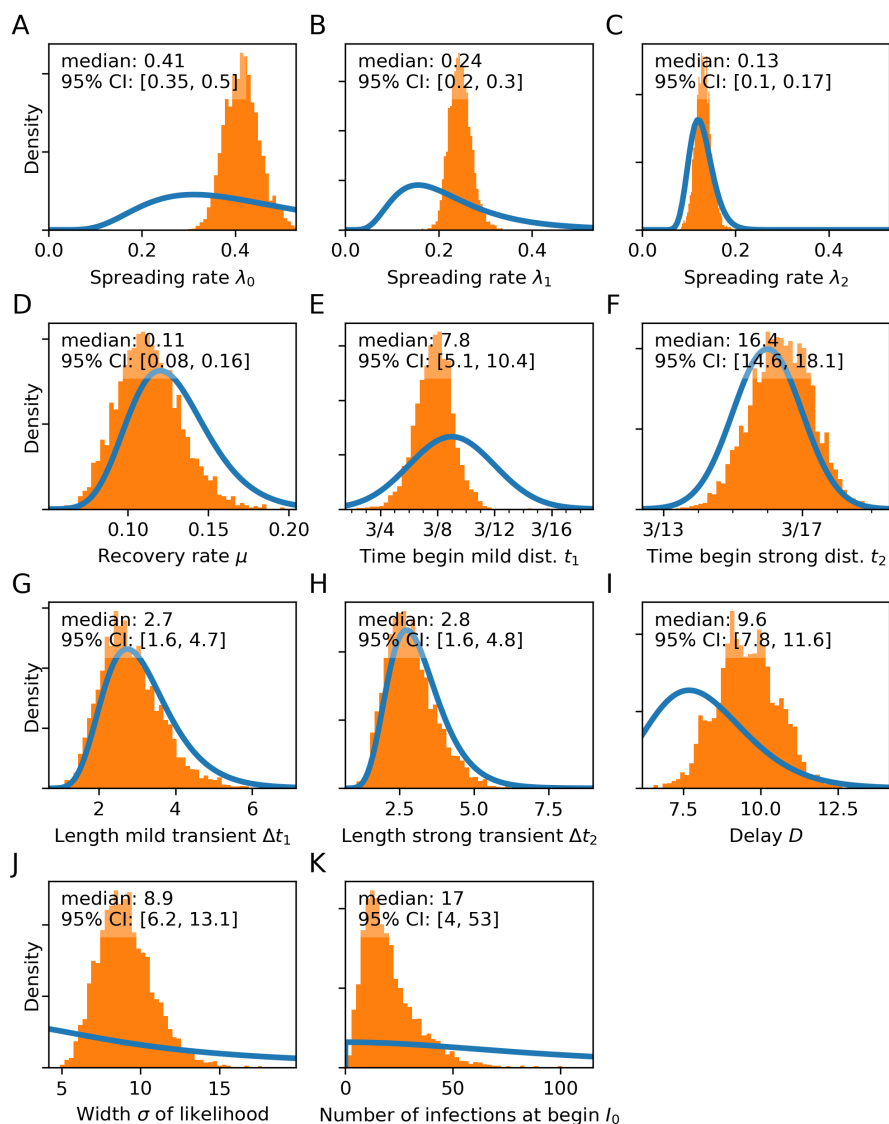 A
B
C
median: 0.41
95% CI: [0.35, 0.5]
median: 0.24
95% CI: [0.2, 0.3]
median: 0.13
95% CI: [0.1, 0.17]
Density
0.0 0.2 0.4
0.0 0.2 0.4
0.0 0.2 0.4
Spreading rate λ0
Spreading rate λ1
Spreading rate λ2
D
E
F
median: 0.11
95% CI: [0.08, 0.16]
median: 7.8
95% CI: [5.1, 10.4]
median: 16.4
95% CI: [14.6, 18.1]
Density
0.10 0.15 0.20
3/4 3/8 3/12 3/16
3/13 3/17
Recovery rate μ
Time begin mild dist. t1
Time begin strong dist. t2
G
H
I
median: 2.7
95% CI: [1.6, 4.7]
median: 2.8
95% CI: [1.6, 4.8]
median: 9.6
95% CI: [7.8, 11.6]
Density
2 4 6
2.5 5.0 7.5
7.5 10.0 12.5
Length mild transient Δt1
Length strong transient Δt2
Delay D
J
K
median: 8.9
95% CI: [6.2, 13.1]
median: 17
95% CI: [4, 53]
Density
5 10 15
0 50 100
Width σ of likelihood
Number of infections at begin I0